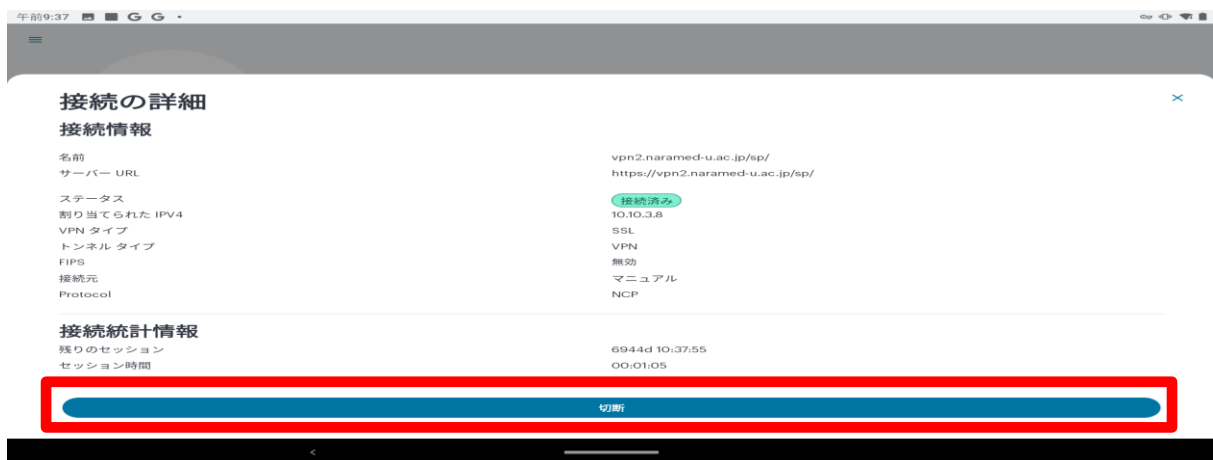 午前9:37 G G
接続の詳細
接続情報
名前 vpn2.naramed-u.ac.jp/sp/
サーバー URL https://vpn2.naramed-u.ac.jp/sp/
ステータス 接続済み
割り当てられた IPV4 10.10.3.8
VPN タイプ SSL
トンネル タイプ VPN
FIPS 無効
接続元 マニュアル
Protocol NCP
接続統計情報
残りのセッション 6944d 10:37:55
セッション時間 00:01:05
切断